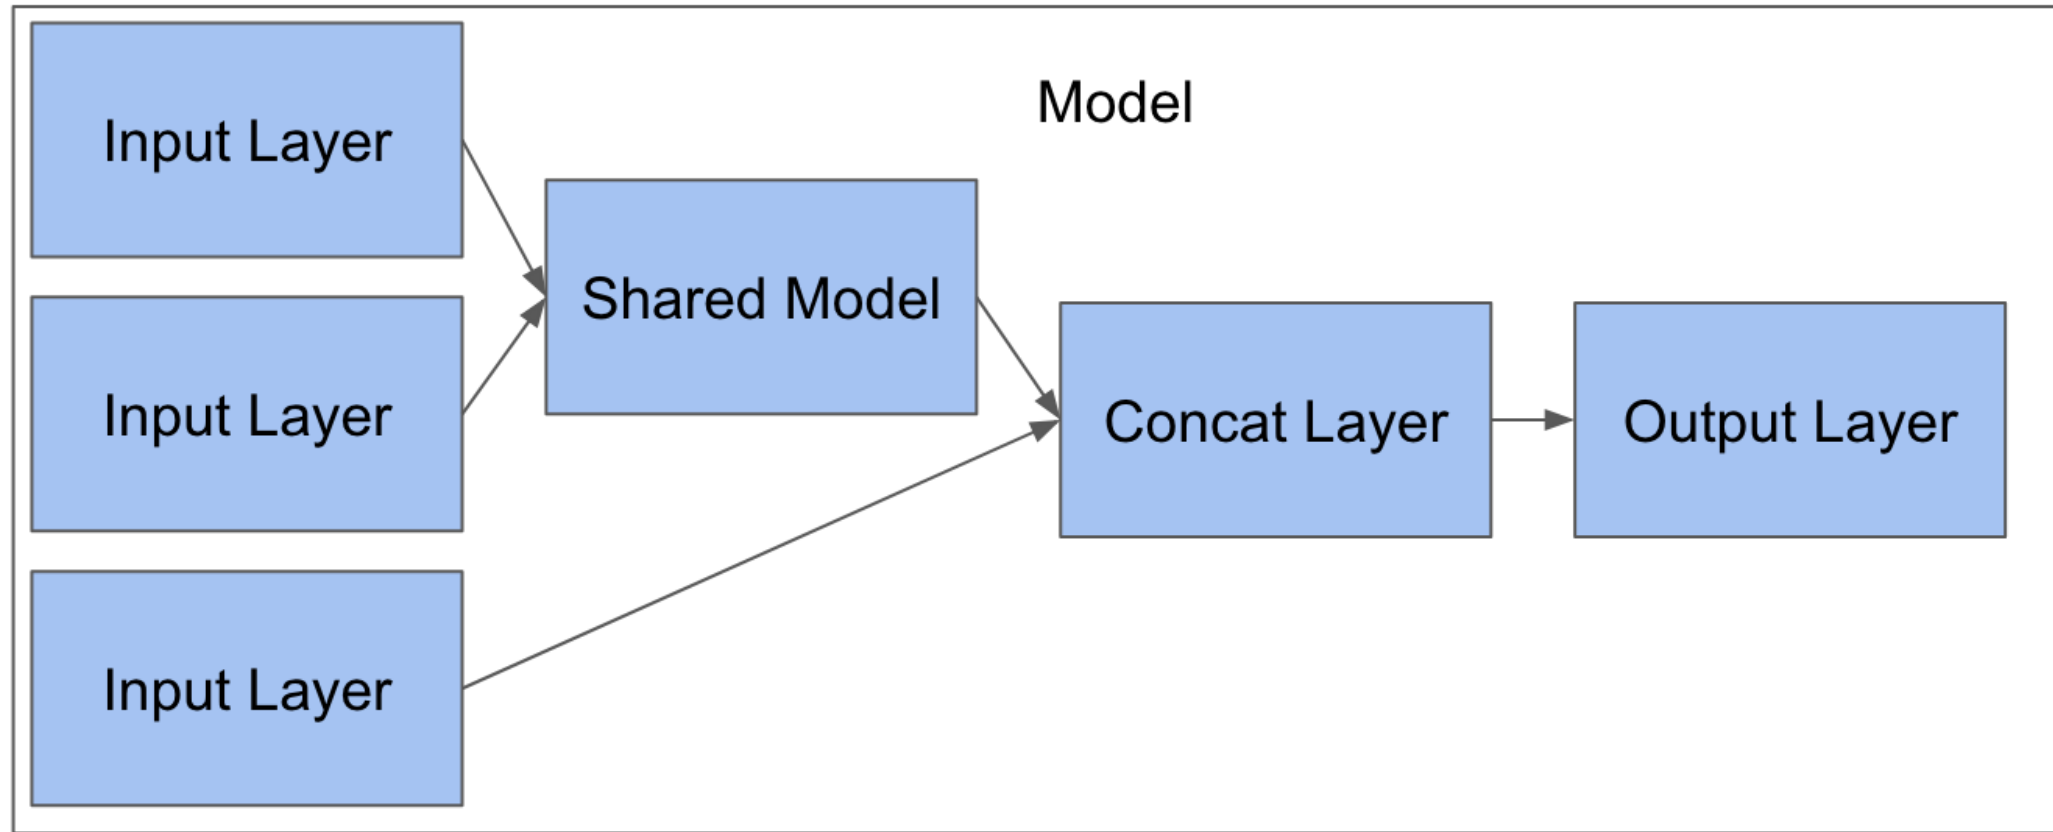 Model
Input Layer
Input Layer
Input Layer
Shared Model
Concat Layer
Output Layer